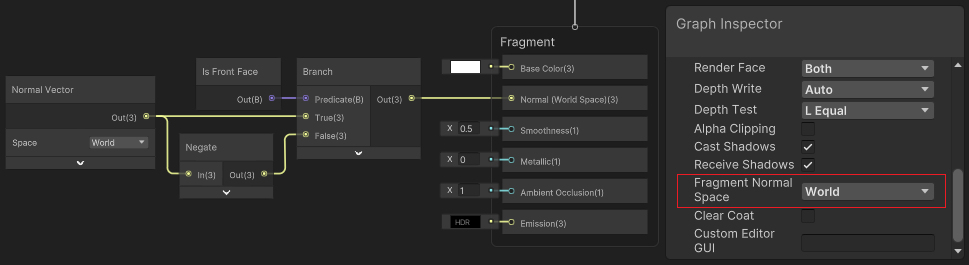 Normal Vector
Out(3)
Space
World
Is Front Face
Out(B)
Negate
In(3)
Out(3)
Branch
Predicate(B)
Out(3)
True(3)
False(3)
Fragment
Base Color(3)
Normal (World Space)(3)
X 0.5
Smoothness(1)
X 0
Metallic(1)
X 1
Ambient Occlusion(1)
HDR
Emission(3)
Graph Inspector
Render Face
Both
Depth Write
Auto
Depth Test
L Equal
Alpha Clipping
Cast Shadows
Receive Shadows
Fragment Normal
Space
World
Clear Coat
Custom Editor
GUI